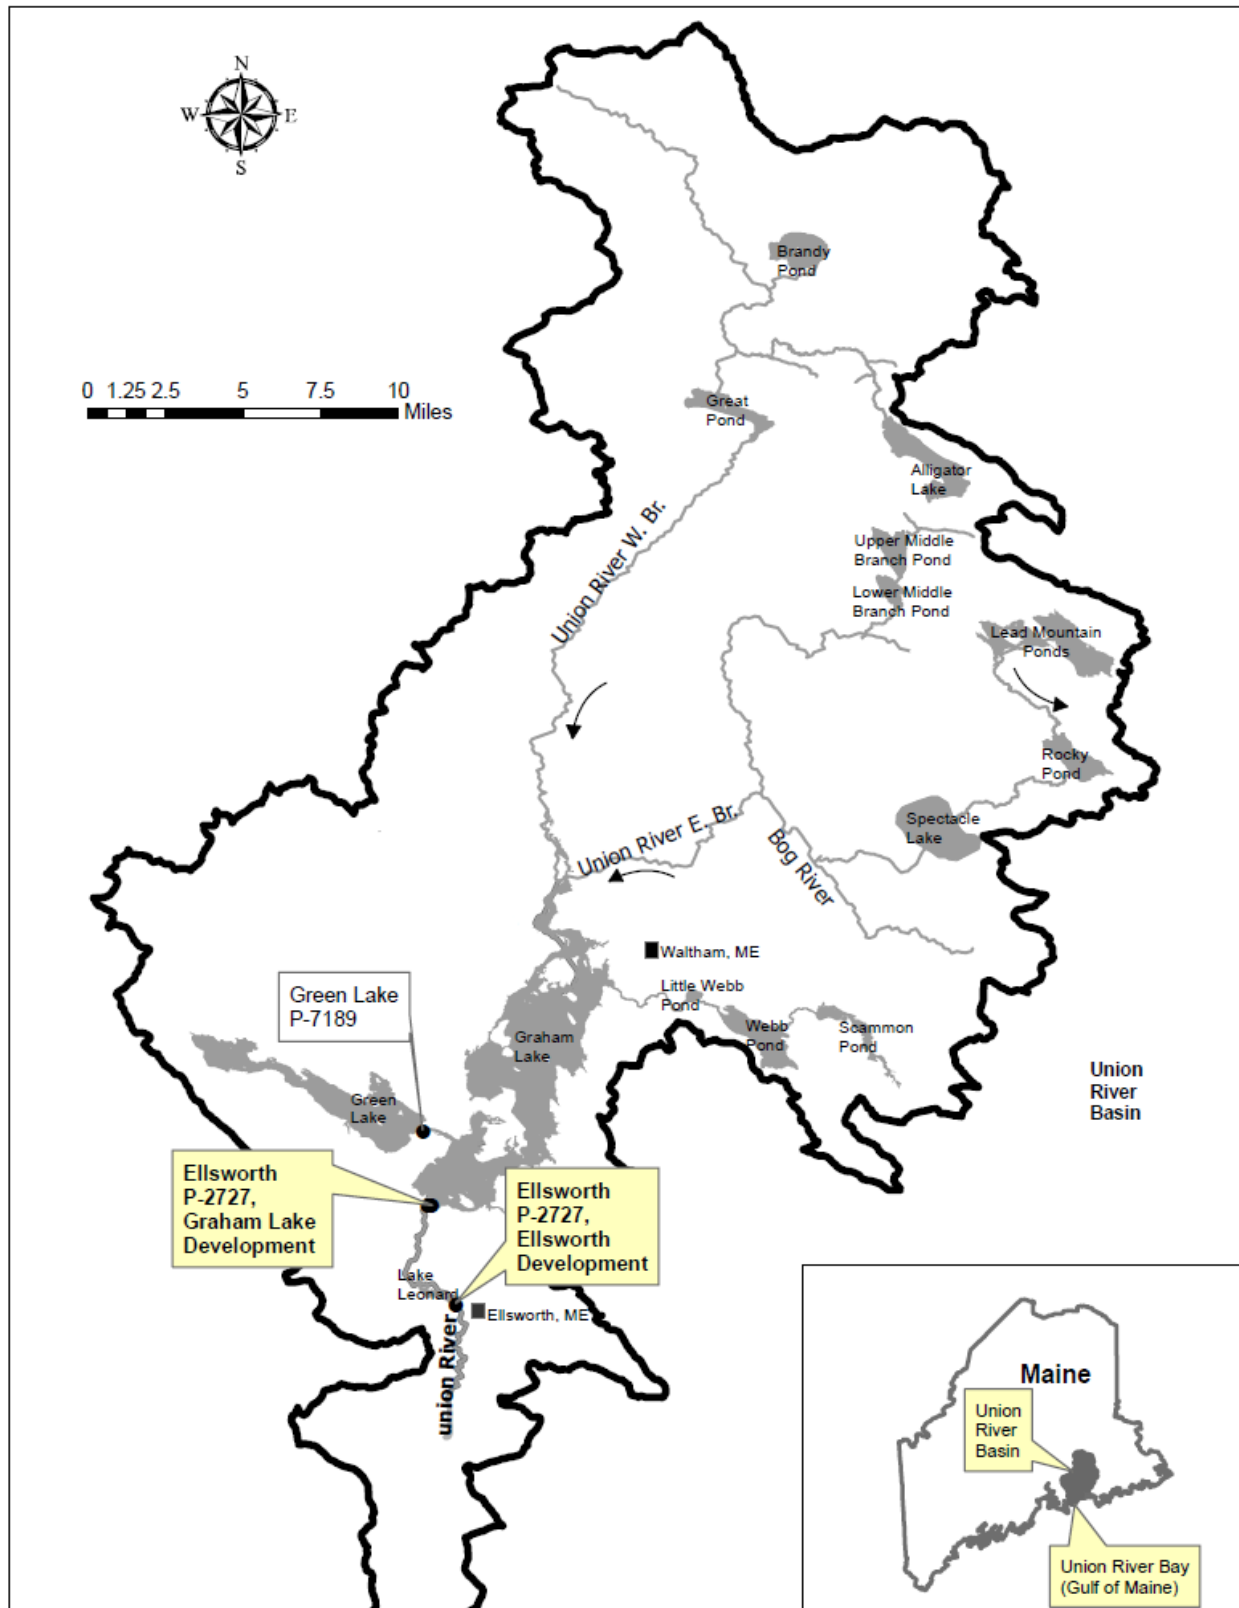 N
W
E
S
Brandy
Pond
0 1.25 2.5 5 7.5 10
Miles
Great
Pond
Alligator
Lake
Union River W. Br.
Upper Middle
Branch Pond
Lower Middle
Branch Pond
Lead Mountain
Ponds
Rocky
Pond
Spectacle
Lake
Union River E. Br.
Bog River
Waltham, ME
Little Webb
Pond
Green Lake
P-7189
Graham
Lake
Webb
Pond
Scammon
Pond
Union
River
Basin
Green
Lake
Ellsworth
P-2727,
Graham Lake
Development
Ellsworth
P-2727,
Ellsworth
Development
Lake
Leonard
Ellsworth, ME
union River
Maine
Union
River
Basin
Union River Bay
(Gulf of Maine)